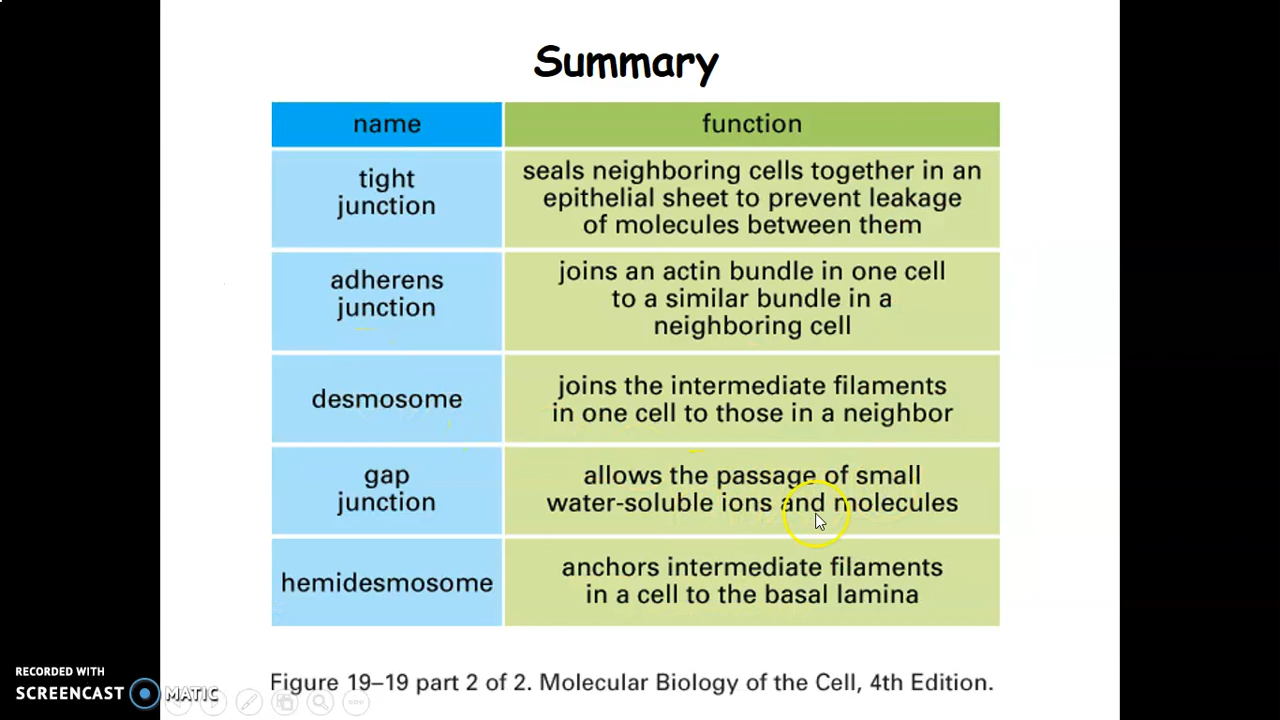 Summary
name
function
tight
junction
seals neighboring cells together in an
epithelial sheet to prevent leakage
of molecules between them
adherens
junction
joins an actin bundle in one cell
to a similar bundle in a
neighboring cell
desmosome
joins the intermediate filaments
in one cell to those in a neighbor
gap
junction
allows the passage of small
water-soluble ions and molecules
hemidesmosome
anchors intermediate filaments
in a cell to the basal lamina
Figure 19–19 part 2 of 2. Molecular Biology of the Cell, 4th Edition.
RECORDED WITH
SCREENCAST MATIC